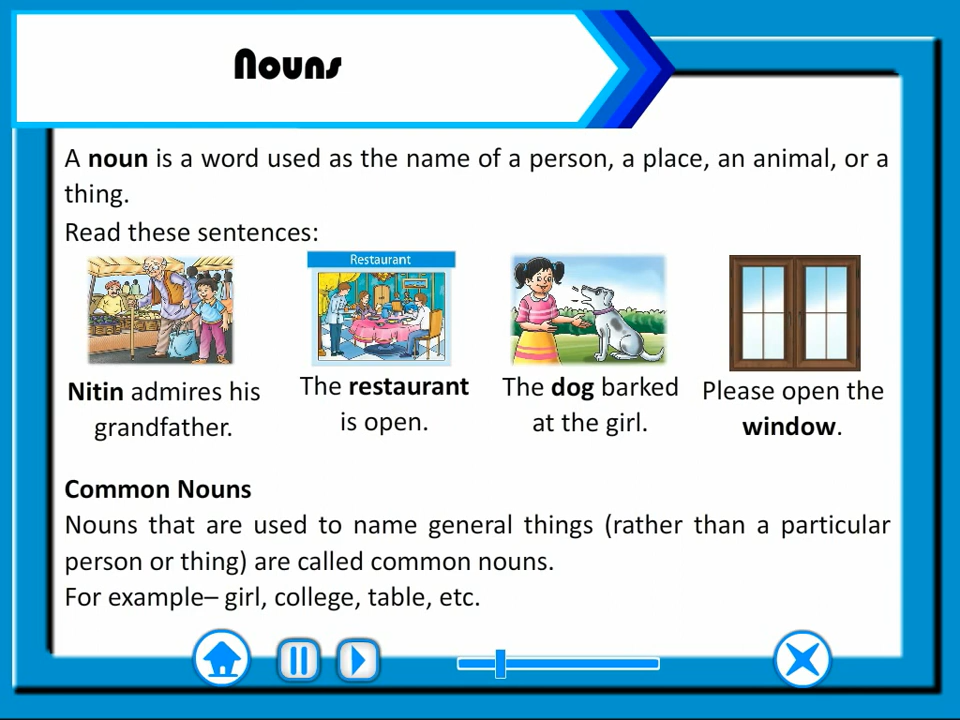 Nouns
A noun is a word used as the name of a person, a place, an animal, or a
thing.
Read these sentences:
Restaurant
Nitin admires his
grandfather.
The restaurant
is open.
The dog barked
at the girl.
Please open the
window.
Common Nouns
Nouns that are used to name general things (rather than a particular
person or thing) are called common nouns.
For example– girl, college, table, etc.